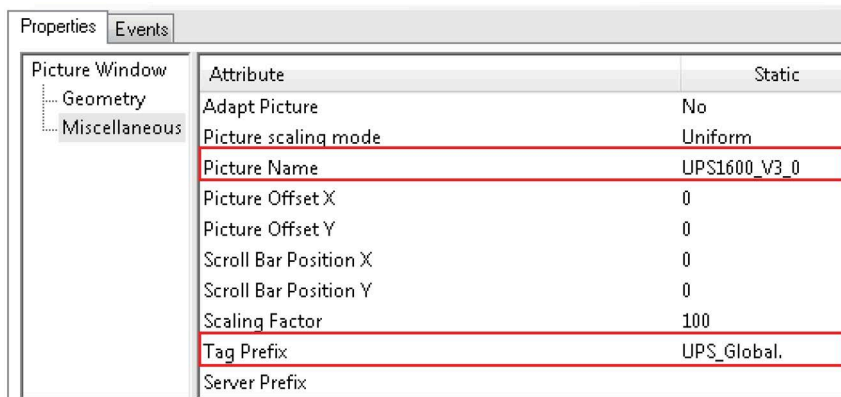 Properties Events
Picture Window
Geometry
Miscellaneous
Attribute Static
Adapt Picture No
Picture scaling mode Uniform
Picture Name UPS1600_V3_0
Picture Offset X 0
Picture Offset Y 0
Scroll Bar Position X 0
Scroll Bar Position Y 0
Scaling Factor 100
Tag Prefix UPS_Global.
Server Prefix